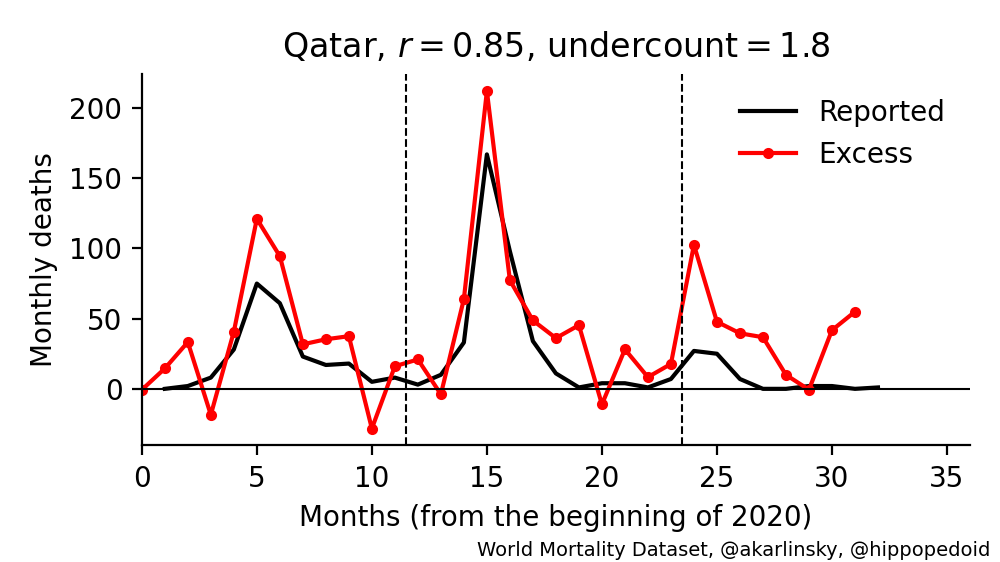 Qatar, r = 0.85, undercount = 1.8
Reported
Excess
Monthly deaths
200
150
100
50
0
0 5 10 15 20 25 30 35
Months (from the beginning of 2020)
World Mortality Dataset, @akarlinsky, @hippopedoid